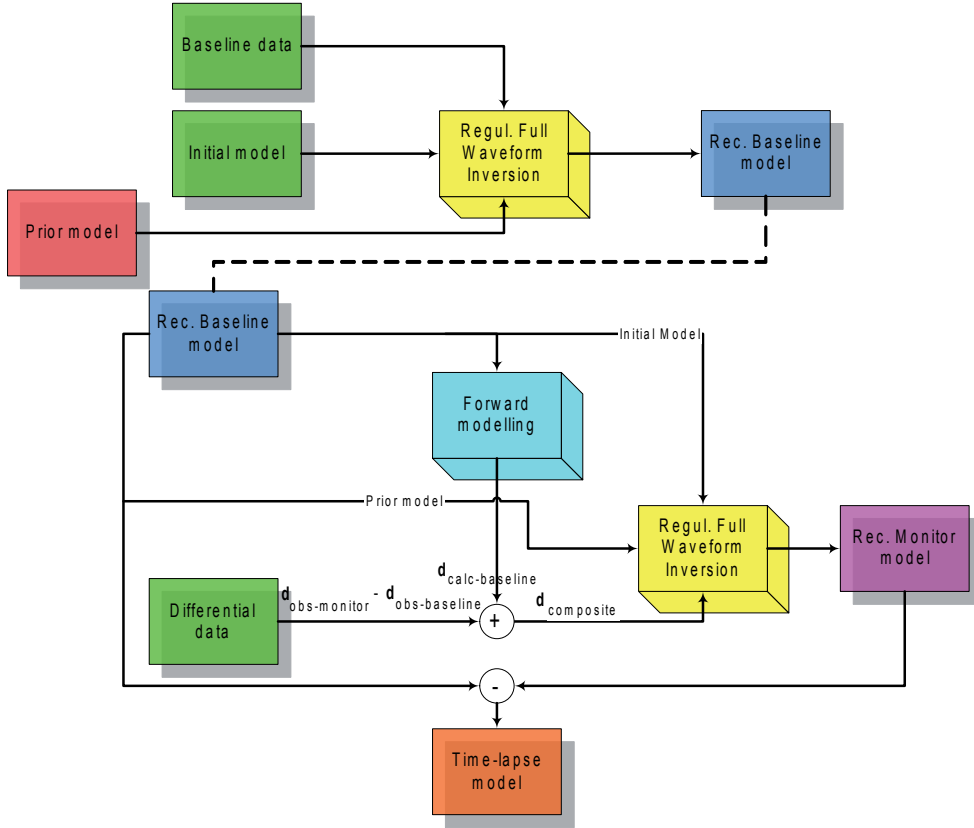 Baseline data
Initial model
Regul. Full
Waveform
Inversion
Rec. Baseline
model
Prior model
Rec. Baseline
model
Initial Model
Forward
modelling
Prior model
Regul. Full
Waveform
Inversion
Rec. Monitor
model
d calc-baseline
Differential
data
d obs-monitor - d obs-baseline
+
d composite
-
Time-lapse
model